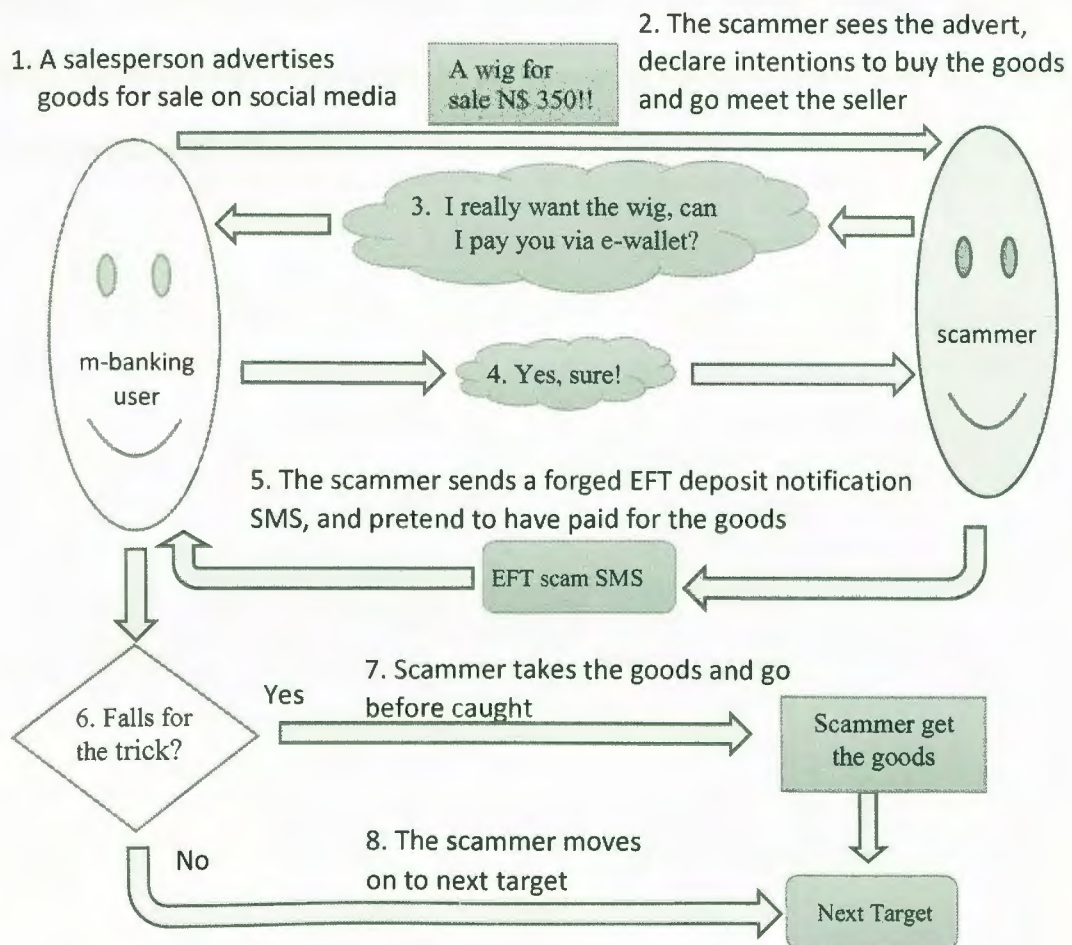 1. A salesperson advertises
goods for sale on social media
A wig for
sale N$ 350!!
2. The scammer sees the advert,
declare intentions to buy the goods
and go meet the seller
3. I really want the wig, can
I pay you via e-wallet?
m-banking
user
scammer
4. Yes, sure!
5. The scammer sends a forged EFT deposit notification
SMS, and pretend to have paid for the goods
EFT scam SMS
6. Falls for
the trick?
Yes
7. Scammer takes the goods and go
before caught
Scammer get
the goods
No
8. The scammer moves
on to next target
Next Target